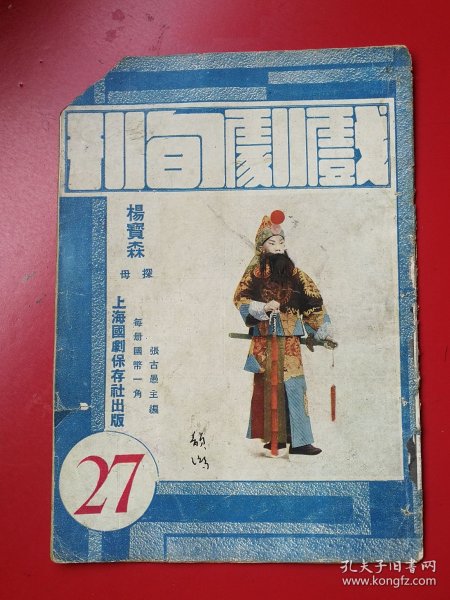 戲劇旬刊
楊寶森
探母
張古愚主編
每冊國幣一角
上海國劇保存社出版
27
孔夫子旧书网
www.kongfz.com